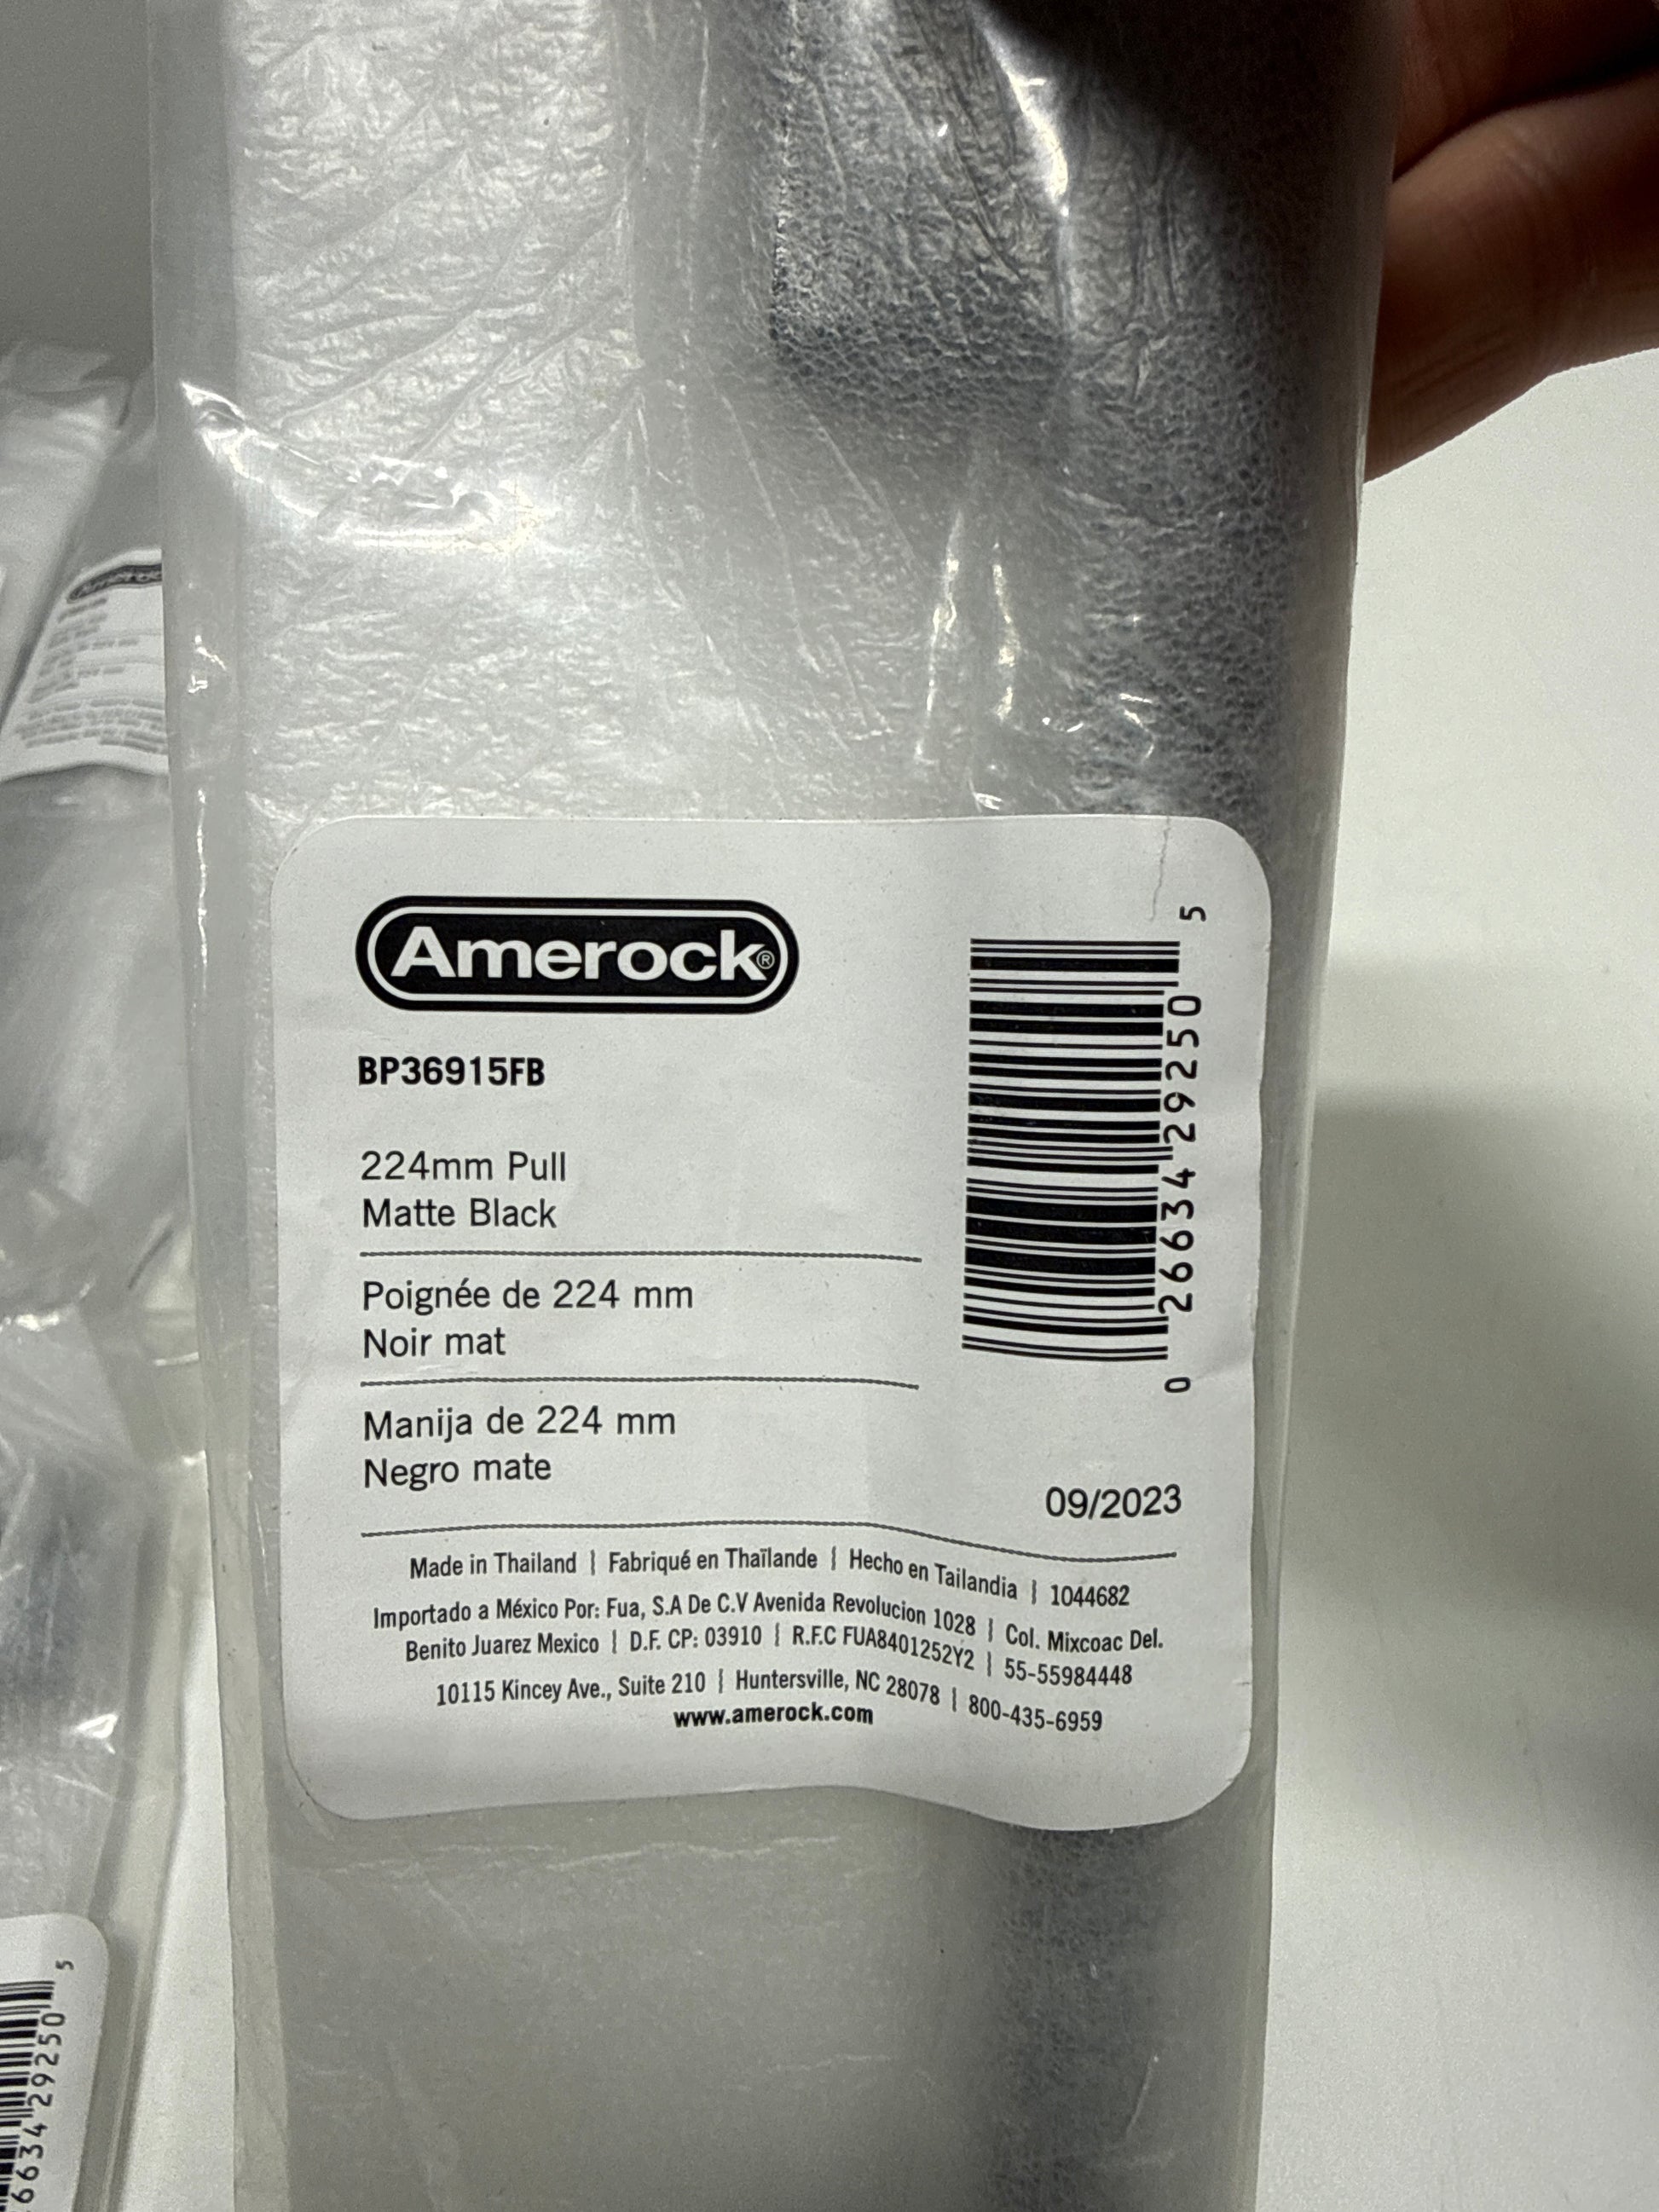 Amerock®
BP36915FB
224mm Pull
Matte Black
Poignée de 224 mm
Noir mat
Manija de 224 mm
Negro mate
0 26634 29250 5
09/2023
Made in Thailand | Fabriqué en Thaïlande | Hecho en Tailandia | 1044682
Importado a México Por: Fua, S.A De C.V Avenida Revolucion 1028 | Col. Mixcoac Del.
Benito Juarez Mexico | D.F. CP: 03910 | R.F.C FUA8401252Y2 | 55-55984448
10115 Kincey Ave., Suite 210 | Huntersville, NC 28078 | 800-435-6959
www.amerock.com
6634 29250 5